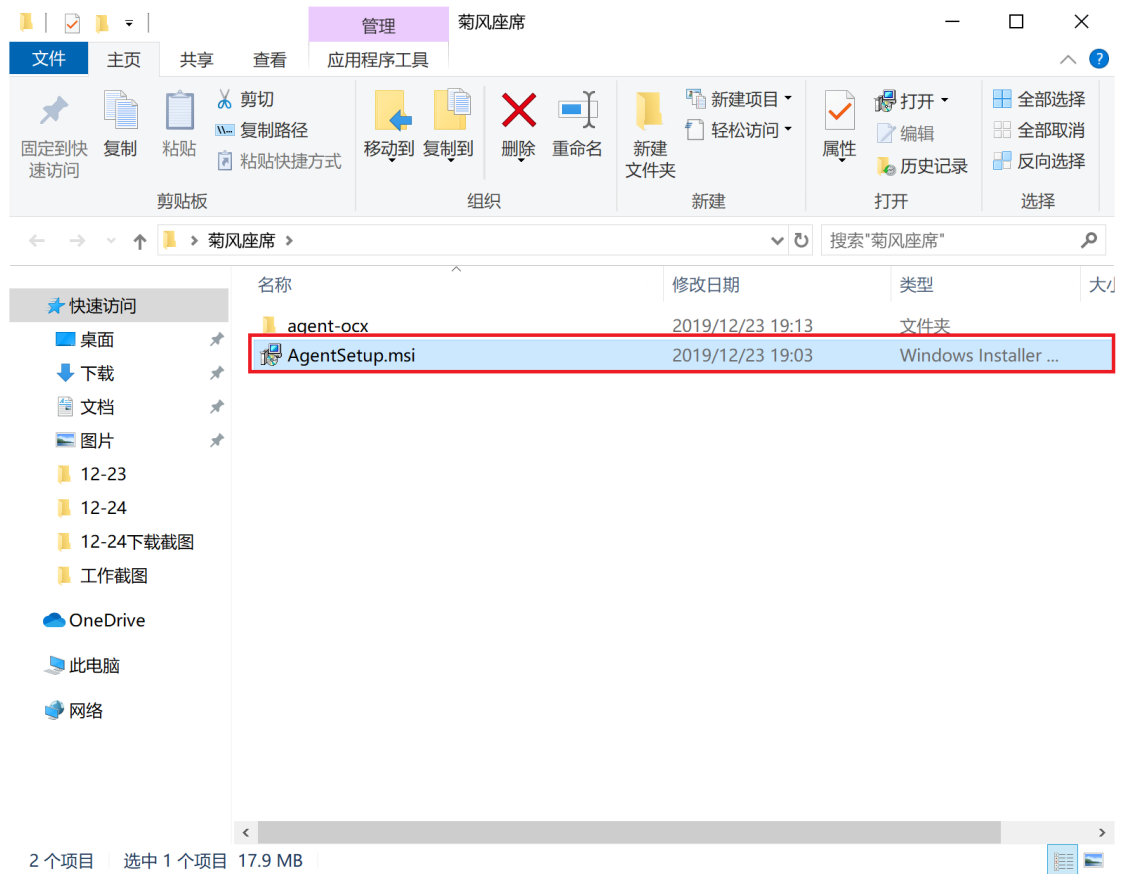 管理 菊风座席
文件 主页 共享 查看 应用程序工具
固定到快速访问
复制
粘贴
剪切
复制路径
粘贴快捷方式
剪贴板
移动到
复制到
删除
重命名
组织
新建
文件夹
新建项目
轻松访问
新建
属性
打开
编辑
历史记录
打开
全部选择
全部取消
反向选择
选择
菊风座席
搜索"菊风座席"
名称 修改日期 类型 大小
agent-ocx 2019/12/23 19:13 文件夹
AgentSetup.msi 2019/12/23 19:03 Windows Installer ...
快速访问
桌面
下载
文档
图片
12-23
12-24
12-24下载截图
工作截图
OneDrive
此电脑
网络
2 个项目 选中 1 个项目 17.9 MB